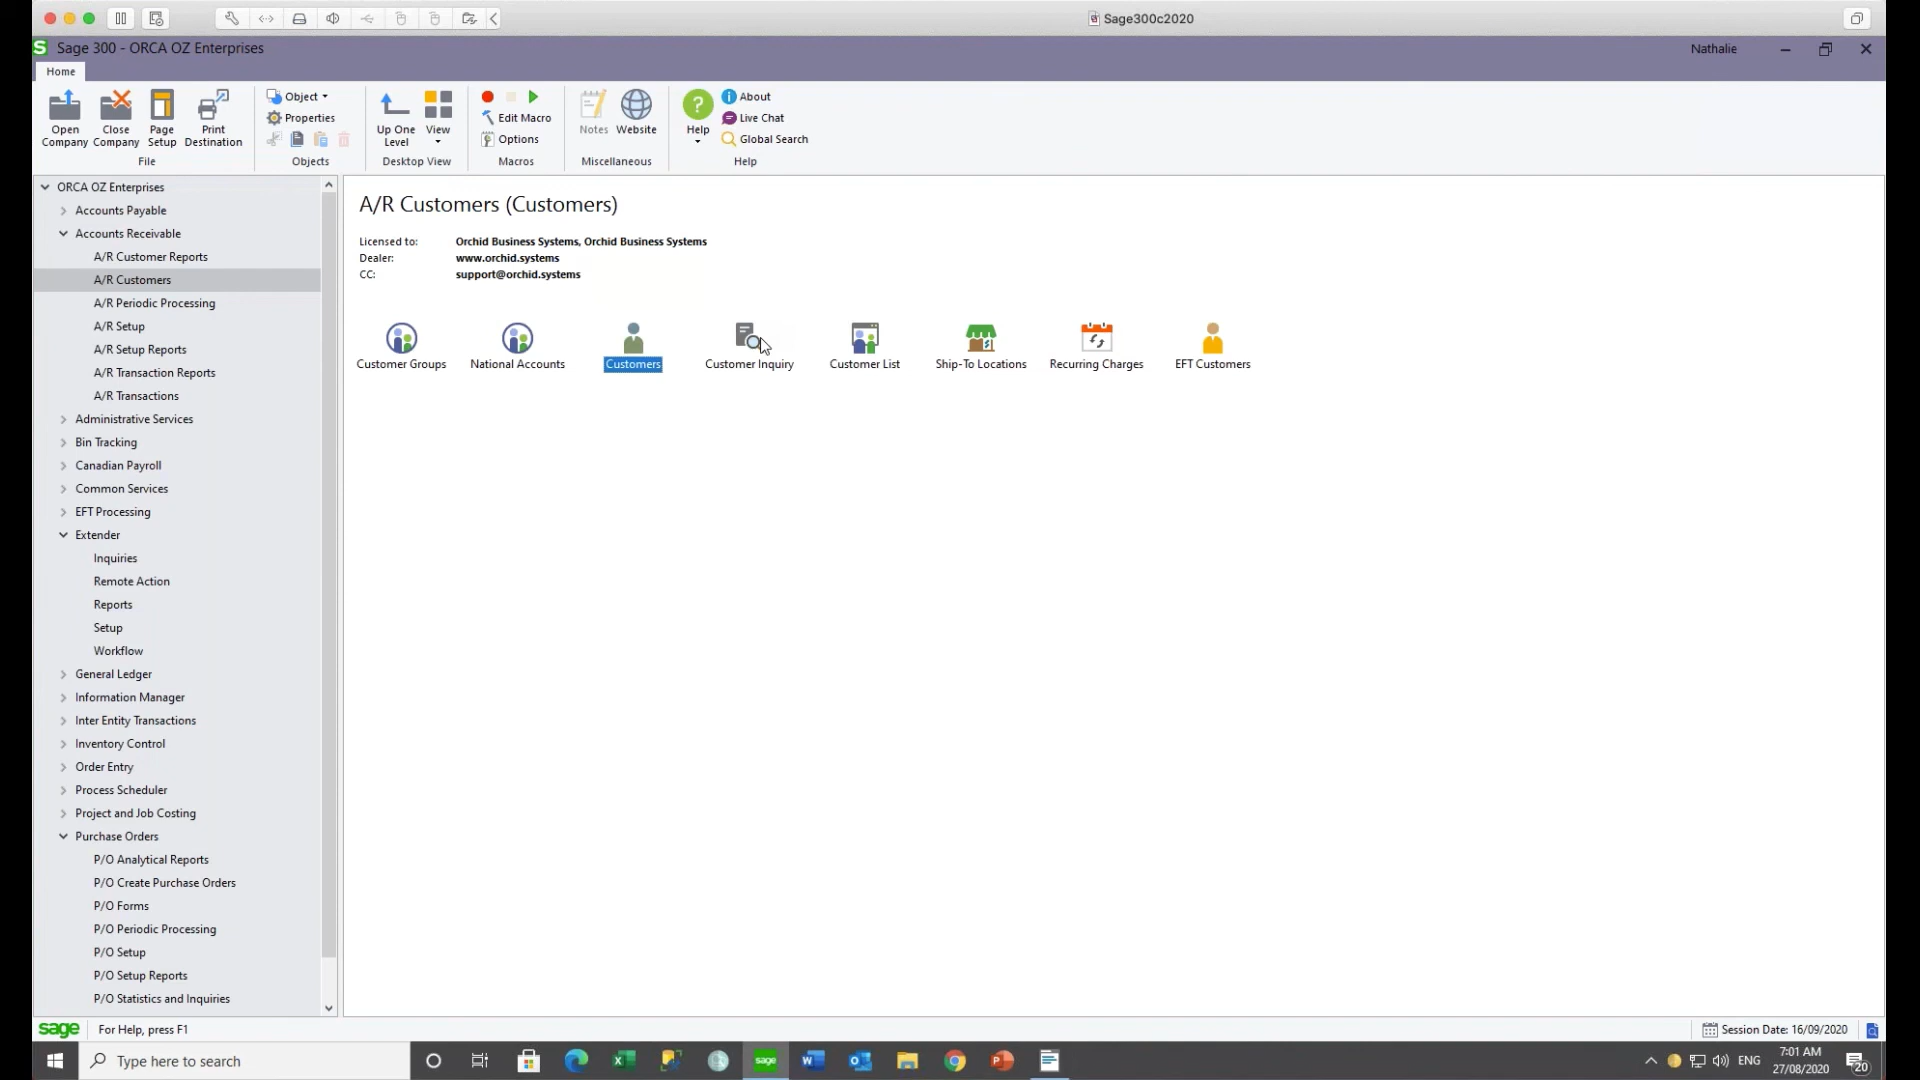 Sage300c2020
Sage 300 - ORCA OZ Enterprises
Nathalie
Home
Open Company
Close Company
Page Setup
Print Destination
File
Object
Properties
Objects
Up One Level
View
Desktop View
Edit Macro
Options
Macros
Notes
Website
Miscellaneous
Help
About
Live Chat
Global Search
Help
ORCA OZ Enterprises
Accounts Payable
Accounts Receivable
A/R Customer Reports
A/R Customers
A/R Periodic Processing
A/R Setup
A/R Setup Reports
A/R Transaction Reports
A/R Transactions
Administrative Services
Bin Tracking
Canadian Payroll
Common Services
EFT Processing
Extender
Inquiries
Remote Action
Reports
Setup
Workflow
General Ledger
Information Manager
Inter Entity Transactions
Inventory Control
Order Entry
Process Scheduler
Project and Job Costing
Purchase Orders
P/O Analytical Reports
P/O Create Purchase Orders
P/O Forms
P/O Periodic Processing
P/O Setup
P/O Setup Reports
P/O Statistics and Inquiries
A/R Customers (Customers)
Licensed to: Orchid Business Systems, Orchid Business Systems
Dealer: www.orchid.systems
CC: support@orchid.systems
Customer Groups
National Accounts
Customers
Customer Inquiry
Customer List
Ship-To Locations
Recurring Charges
EFT Customers
sage
For Help, press F1
Session Date: 16/09/2020
Type here to search
sage
ENG
7:01 AM
27/08/2020
20